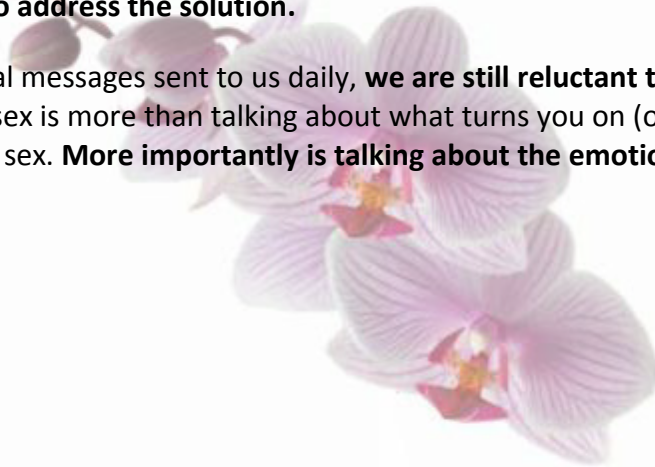 o address the solution.
al messages sent to us daily, we are still reluctant t
sex is more than talking about what turns you on (o
sex. More importantly is talking about the emotio